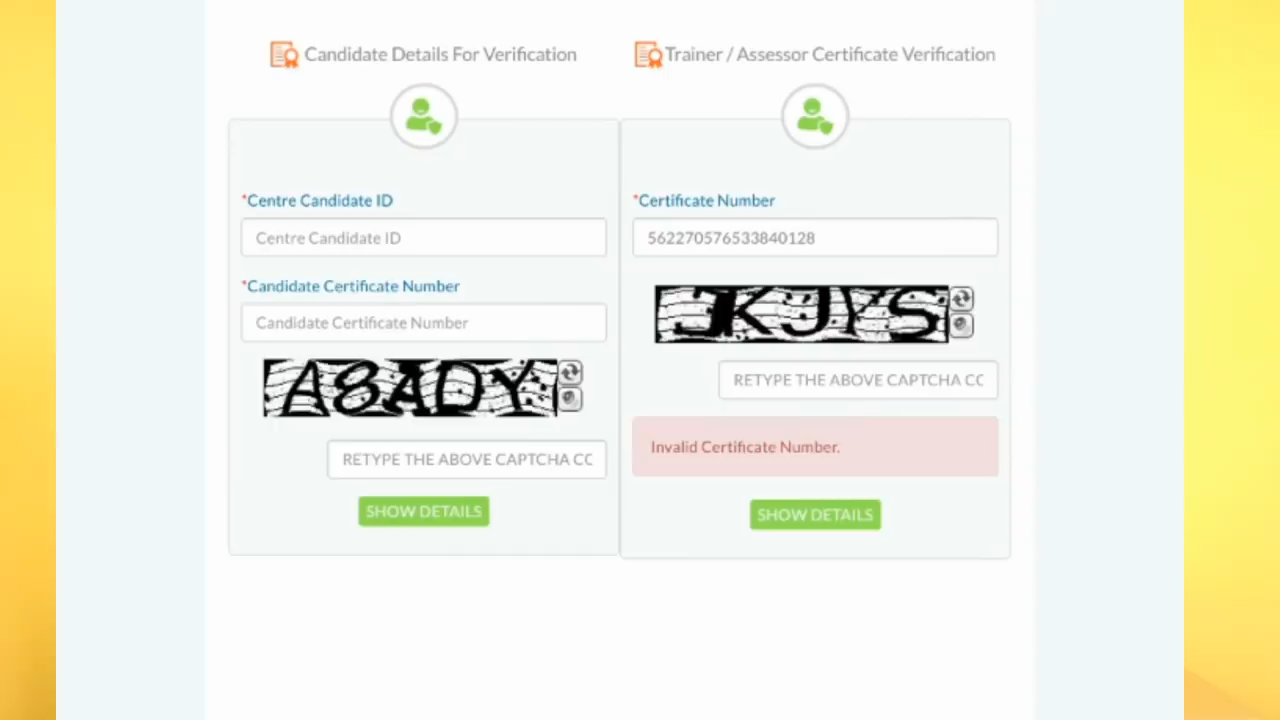 Candidate Details For Verification
*Centre Candidate ID
Centre Candidate ID
*Candidate Certificate Number
Candidate Certificate Number
A8ADY
RETYPE THE ABOVE CAPTCHA CC
SHOW DETAILS
Trainer / Assessor Certificate Verification
*Certificate Number
562270576533840128
JKJYS
RETYPE THE ABOVE CAPTCHA CC
Invalid Certificate Number.
SHOW DETAILS